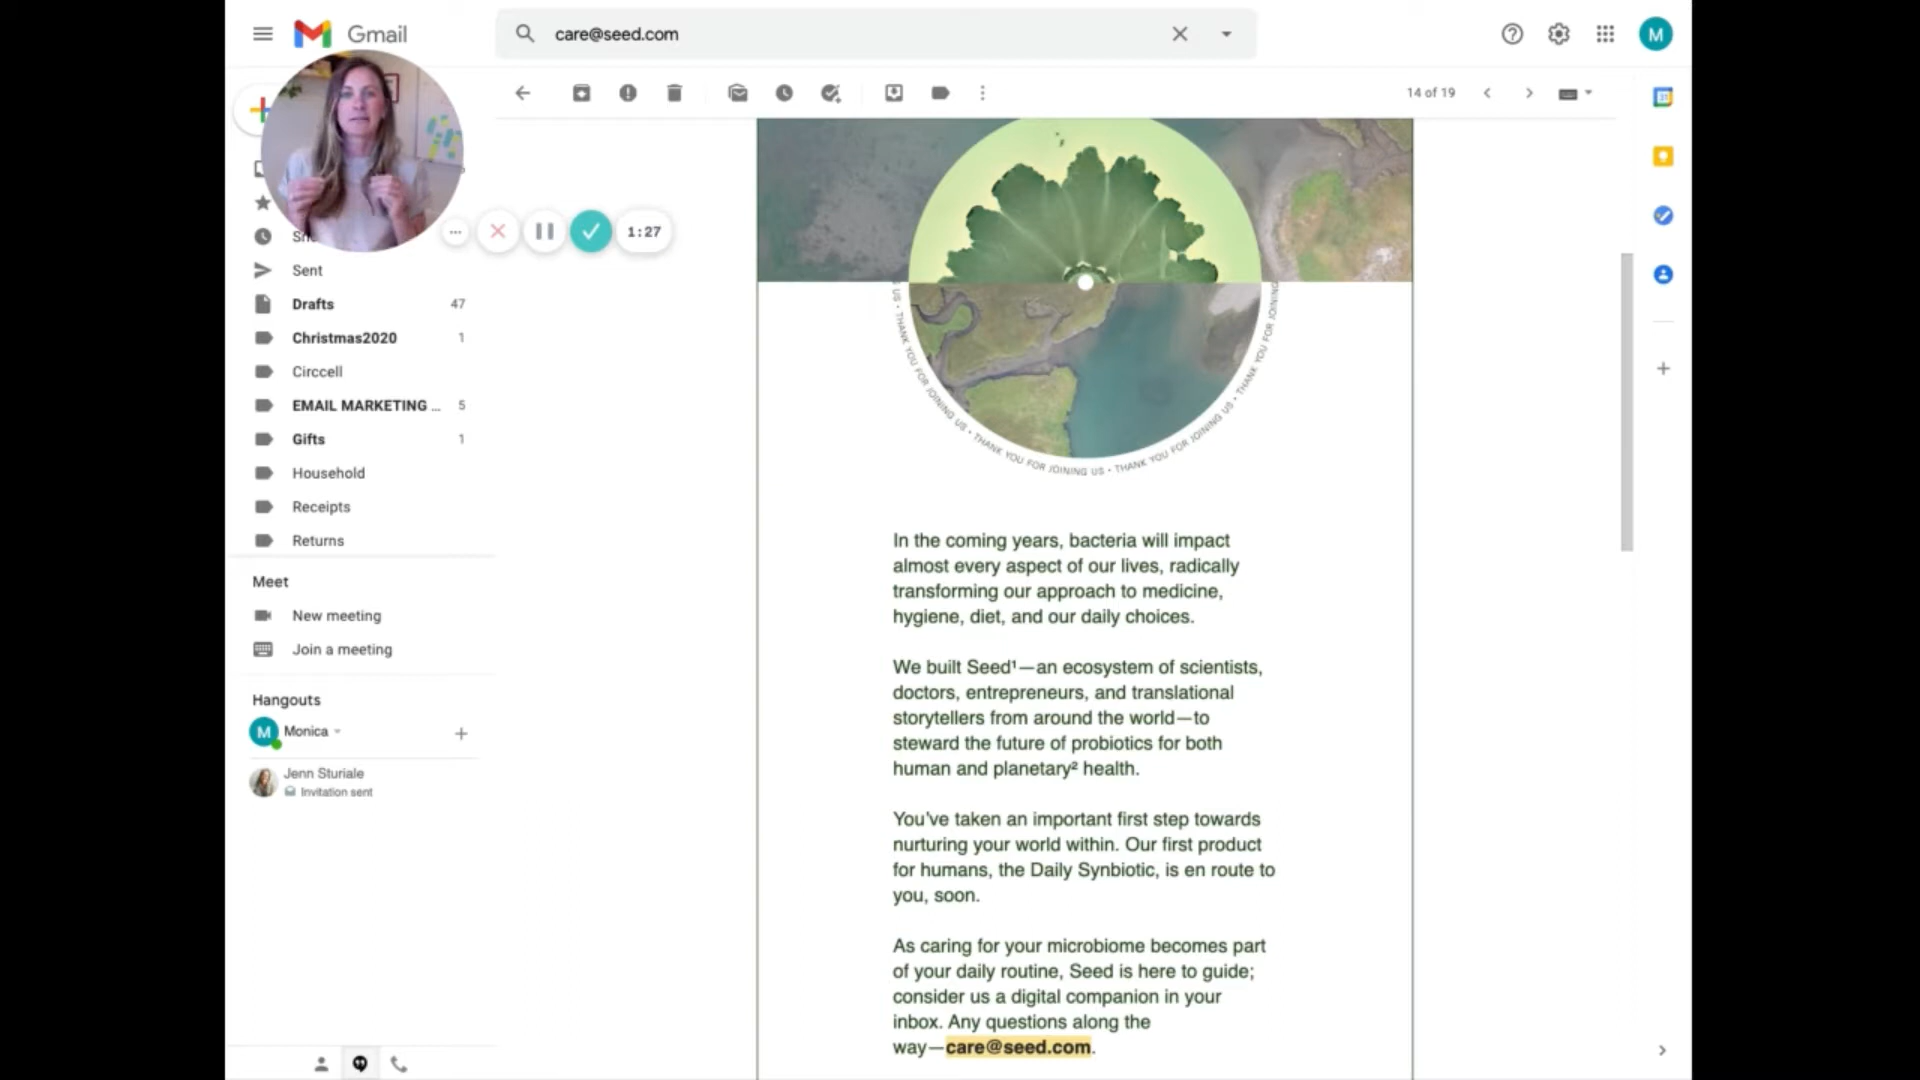 Gmail
care@seed.com
M
14 of 19
1:27
Sent
Drafts 47
Christmas2020 1
Circcell
EMAIL MARKETING ... 5
Gifts 1
Household
Receipts
Returns
Meet
New meeting
Join a meeting
Hangouts
M Monica
Jenn Sturiale
Invitation sent
US • THANK YOU FOR JOINING US • THANK YOU FOR JOINING US • THANK YOU FOR JOINING US • THANK YOU FOR JOINING
In the coming years, bacteria will impact
almost every aspect of our lives, radically
transforming our approach to medicine,
hygiene, diet, and our daily choices.
We built Seed¹—an ecosystem of scientists,
doctors, entrepreneurs, and translational
storytellers from around the world—to
steward the future of probiotics for both
human and planetary² health.
You've taken an important first step towards
nurturing your world within. Our first product
for humans, the Daily Synbiotic, is en route to
you, soon.
As caring for your microbiome becomes part
of your daily routine, Seed is here to guide;
consider us a digital companion in your
inbox. Any questions along the
way—care@seed.com.